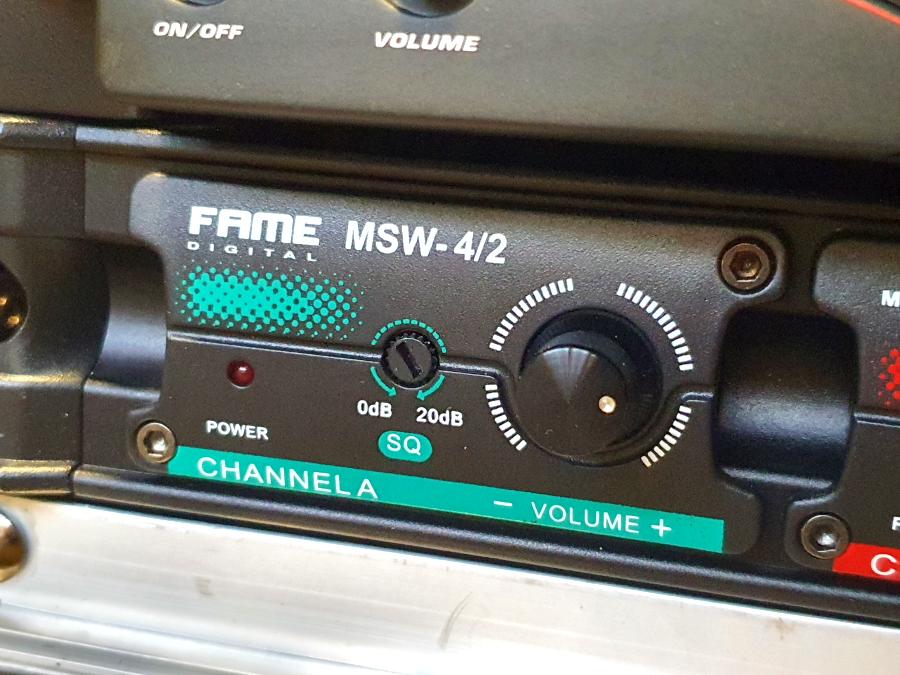 ON/OFF
VOLUME
FAME
DIGITAL
MSW-4/2
0dB
20dB
SQ
POWER
CHANNEL A
− VOLUME +